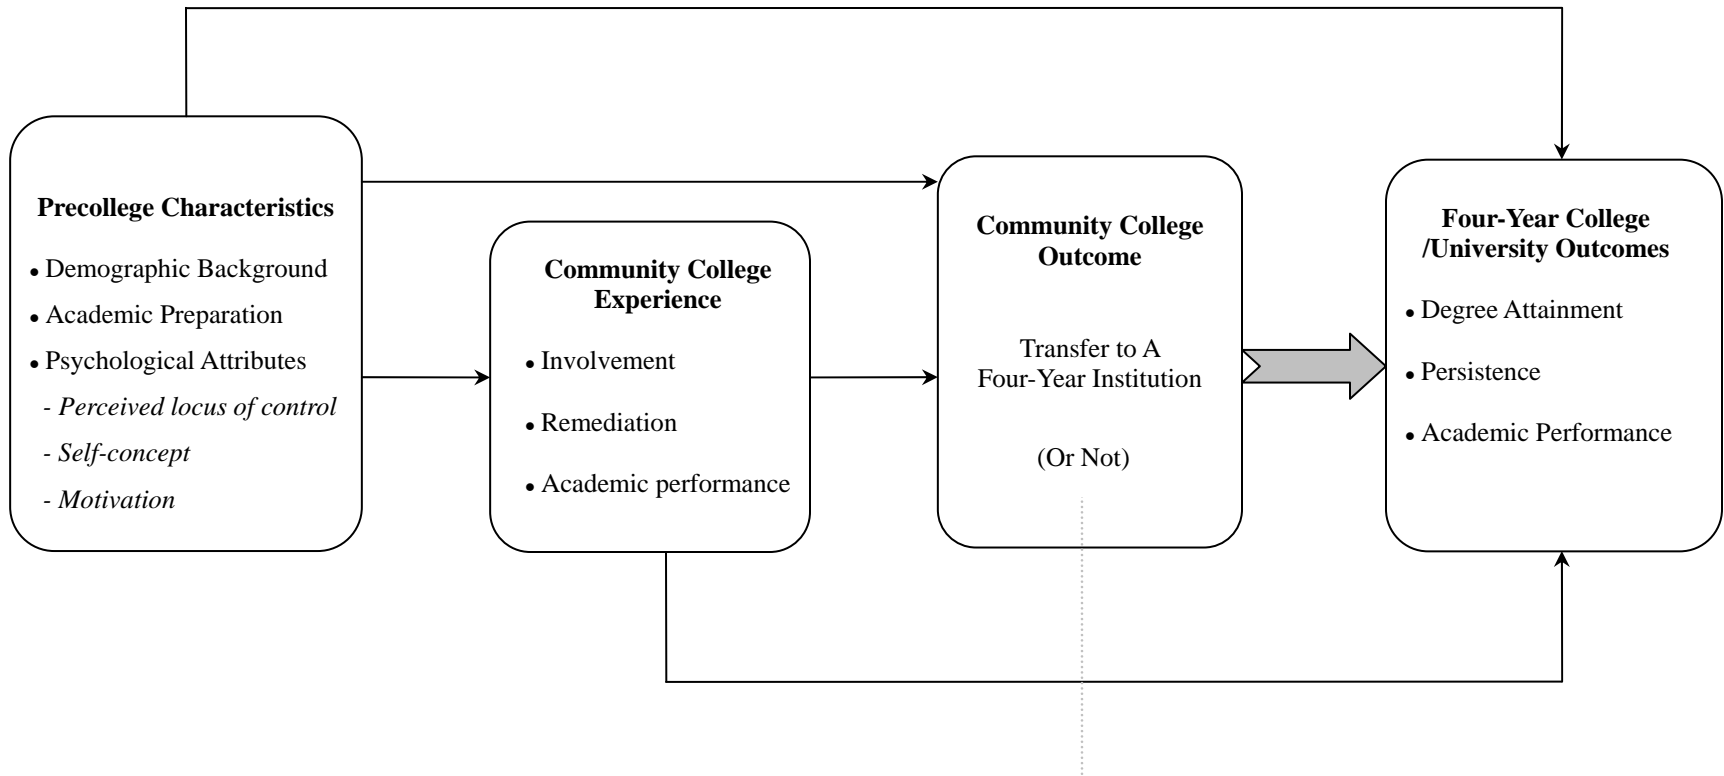 Precollege Characteristics
• Demographic Background
• Academic Preparation
• Psychological Attributes
- Perceived locus of control
- Self-concept
- Motivation
Community College
Experience
• Involvement
• Remediation
• Academic performance
Community College
Outcome
Transfer to A
Four-Year Institution
(Or Not)
Four-Year College
/University Outcomes
• Degree Attainment
• Persistence
• Academic Performance